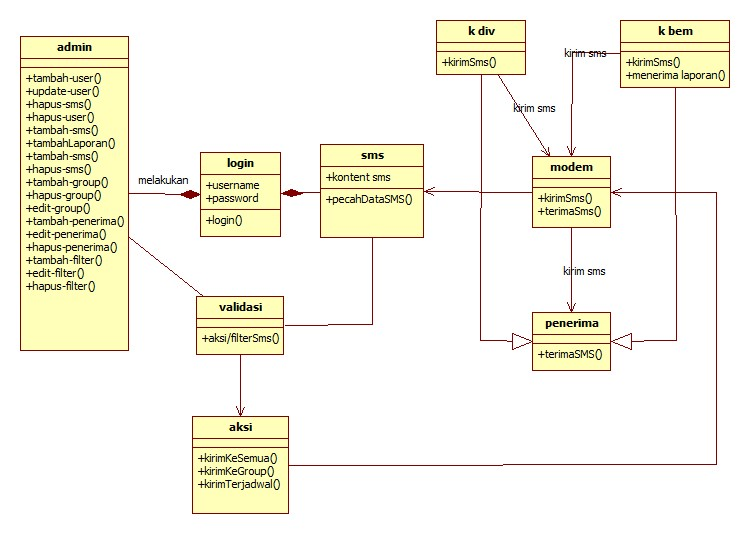 admin
+tambah-user()
+update-user()
+hapus-sms()
+hapus-user()
+tambah-sms()
+tambahLaporan()
+tambah-sms()
+hapus-sms()
+tambah-group()
+hapus-group()
+edit-group()
+tambah-penerima()
+edit-penerima()
+hapus-penerima()
+tambah-filter()
+edit-filter()
+hapus-filter()
melakukan
login
+username
+password
+login()
sms
+kontent sms
+pecahDataSMS()
k div
+kirimSms()
kirim sms
k bem
+kirimSms()
+menerima laporan()
kirim sms
modem
+kirimSms()
+terimaSms()
kirim sms
penerima
+terimaSMS()
validasi
+aksi/filterSms()
aksi
+kirimKeSemua()
+kirimKeGroup()
+kirimTerjadwal()